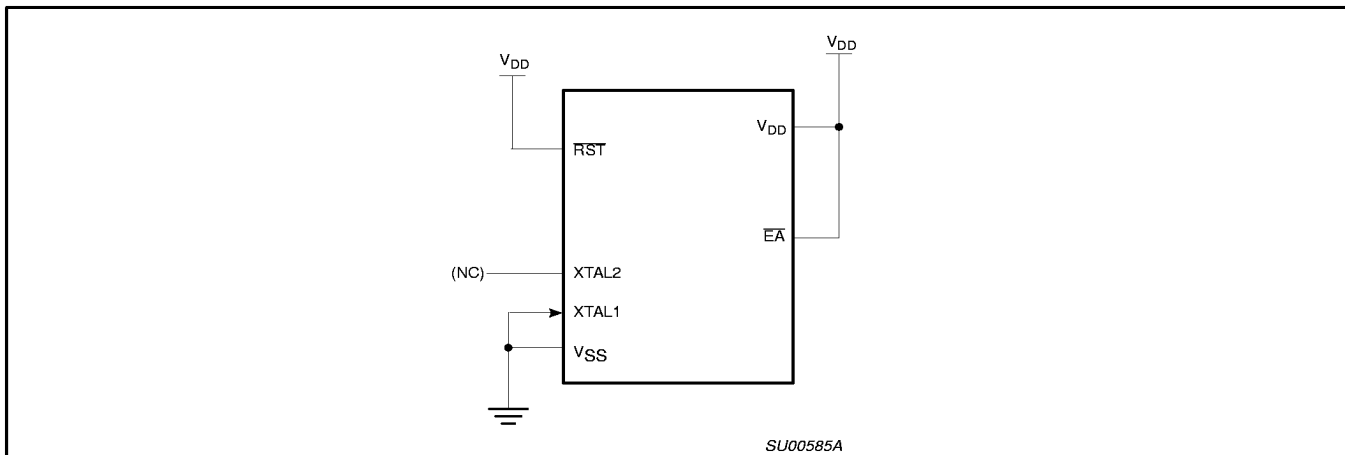 VDD
VDD
VDD
RST
EA
(NC)
XTAL2
XTAL1
VSS
SU00585A